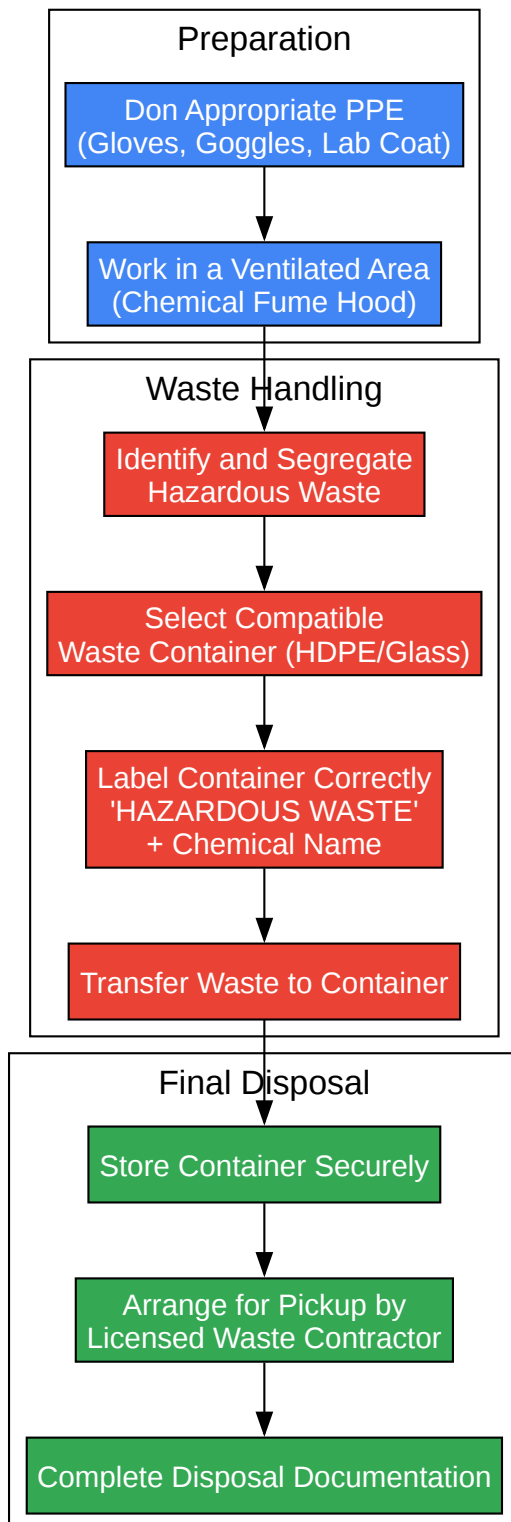 Preparation
Don Appropriate PPE
(Gloves, Goggles, Lab Coat)
Work in a Ventilated Area
(Chemical Fume Hood)
Waste Handling
Identify and Segregate
Hazardous Waste
Select Compatible
Waste Container (HDPE/Glass)
Label Container Correctly
'HAZARDOUS WASTE'
+ Chemical Name
Transfer Waste to Container
Final Disposal
Store Container Securely
Arrange for Pickup by
Licensed Waste Contractor
Complete Disposal Documentation